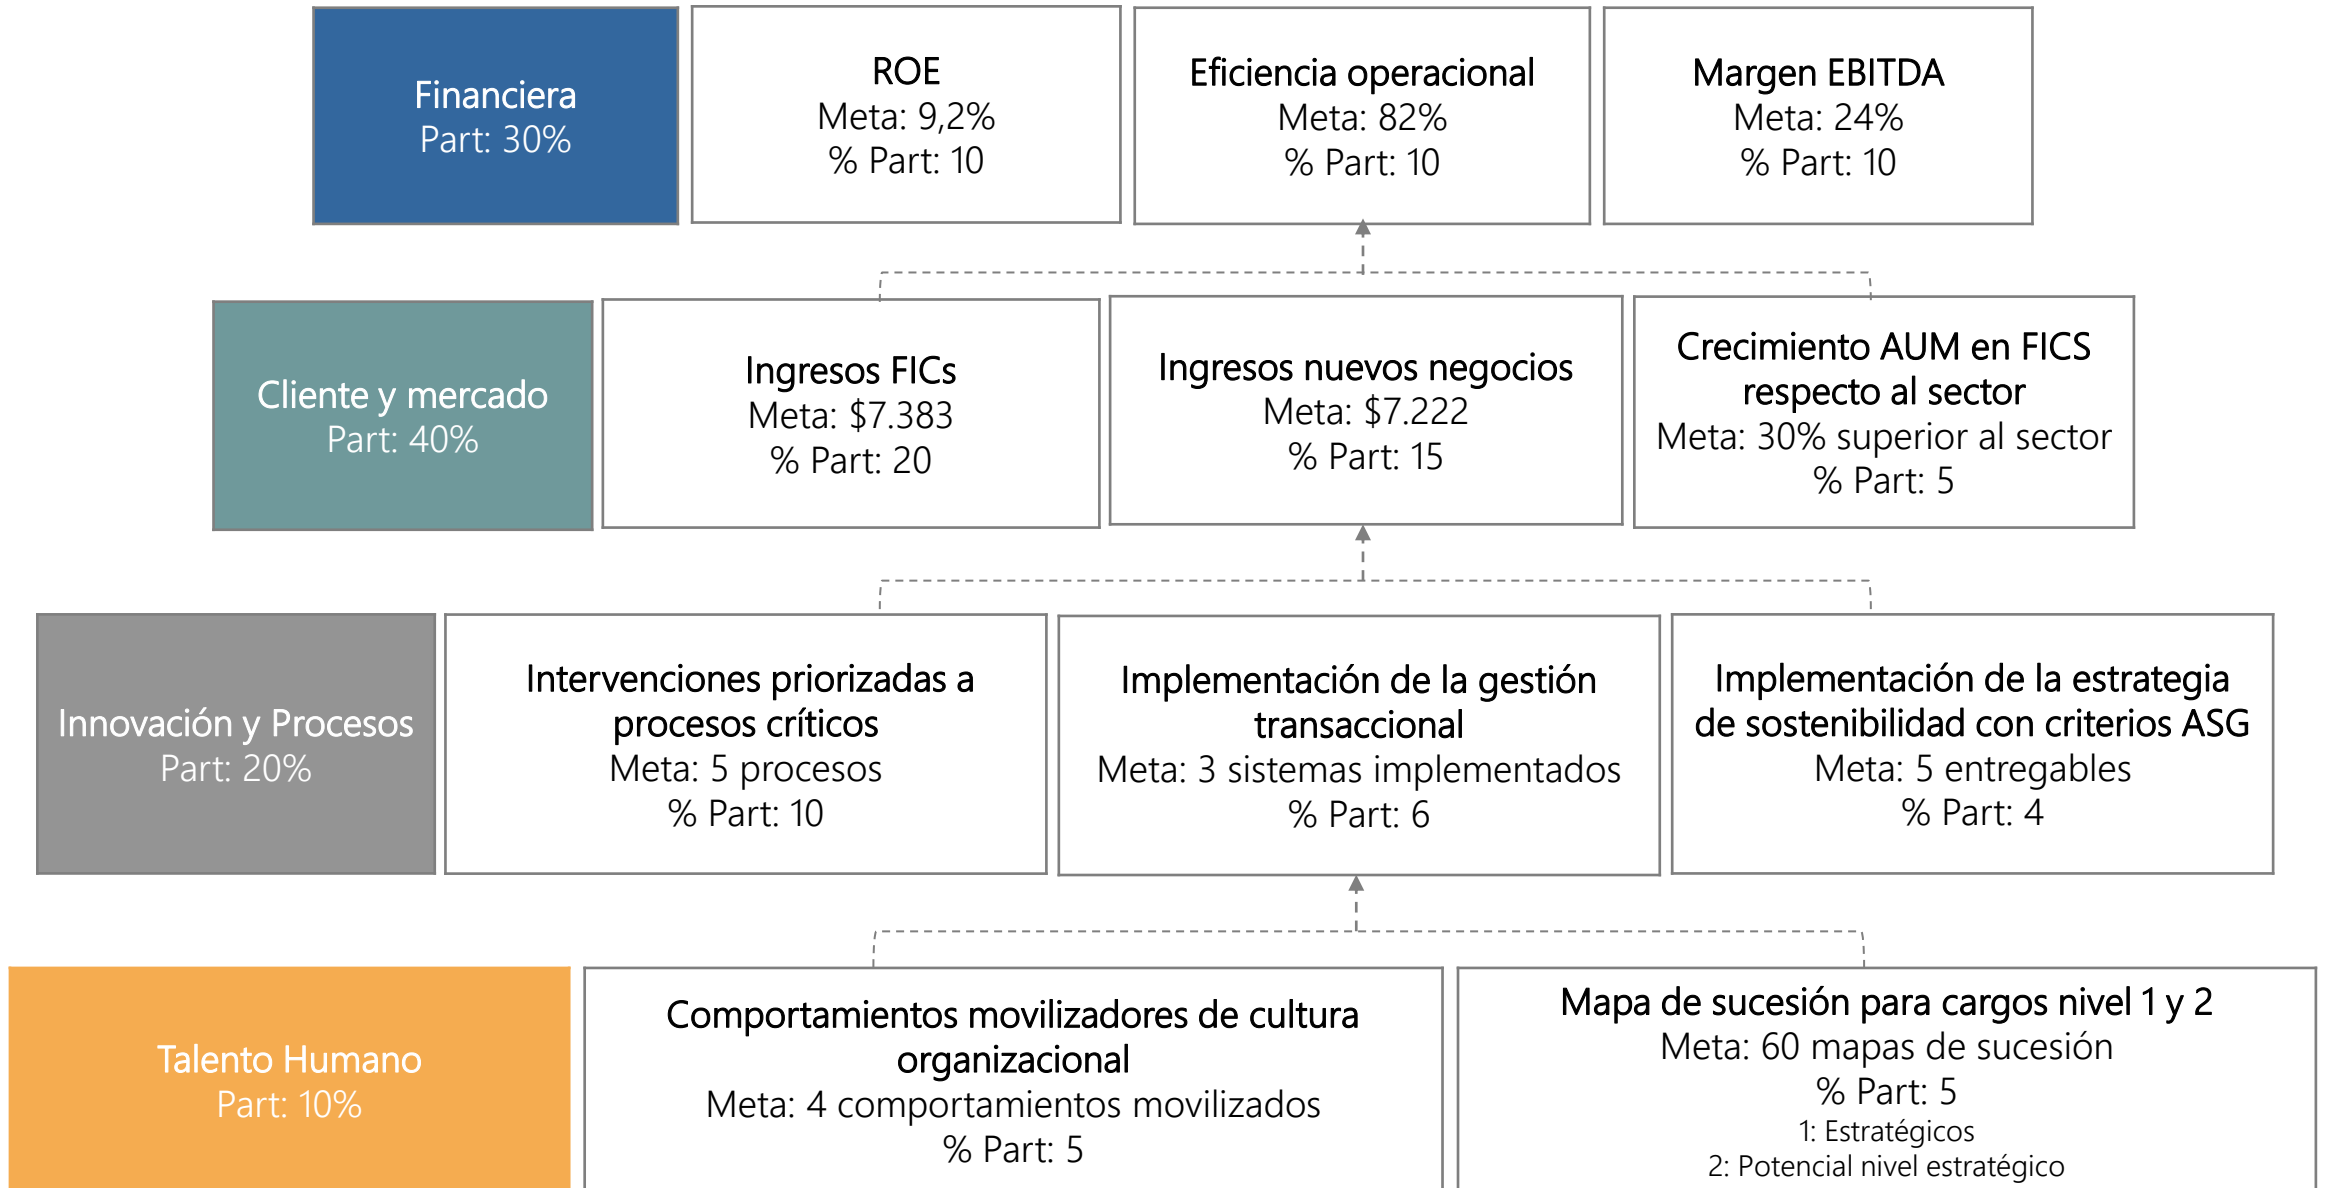 Financiera
Part: 30%
ROE
Meta: 9,2%
% Part: 10
Eficiencia operacional
Meta: 82%
% Part: 10
Margen EBITDA
Meta: 24%
% Part: 10
Cliente y mercado
Part: 40%
Ingresos FICs
Meta: $7.383
% Part: 20
Ingresos nuevos negocios
Meta: $7.222
% Part: 15
Crecimiento AUM en FICS
respecto al sector
Meta: 30% superior al sector
% Part: 5
Innovación y Procesos
Part: 20%
Intervenciones priorizadas a
procesos críticos
Meta: 5 procesos
% Part: 10
Implementación de la gestión
transaccional
Meta: 3 sistemas implementados
% Part: 6
Implementación de la estrategia
de sostenibilidad con criterios ASG
Meta: 5 entregables
% Part: 4
Talento Humano
Part: 10%
Comportamientos movilizadores de cultura
organizacional
Meta: 4 comportamientos movilizados
% Part: 5
Mapa de sucesión para cargos nivel 1 y 2
Meta: 60 mapas de sucesión
% Part: 5
1: Estratégicos
2: Potencial nivel estratégico